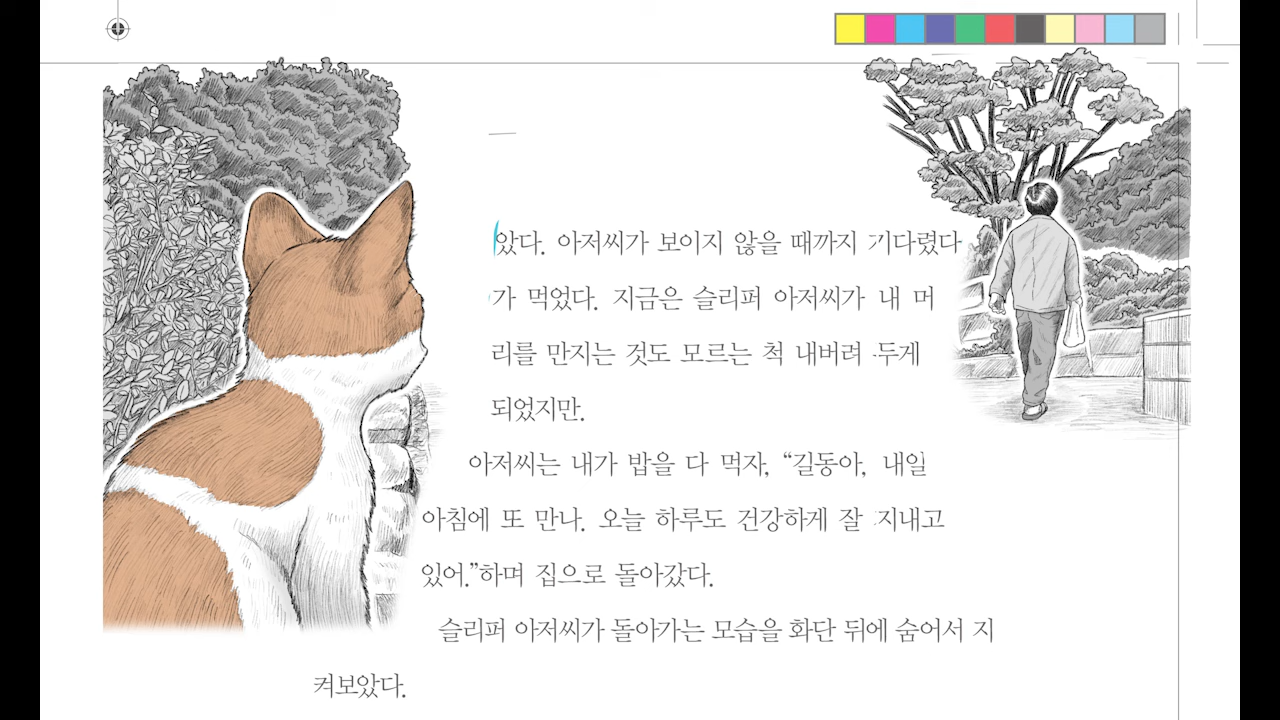 았다. 아저씨가 보이지 않을 때까지 기다렸다
가 먹었다. 지금은 슬리퍼 아저씨가 내 머
리를 만지는 것도 모르는 척 내버려 두게
되었지만.
아저씨는 내가 밥을 다 먹자, “길동아, 내일
아침에 또 만나. 오늘 하루도 건강하게 잘 지내고
있어.”하며 집으로 돌아갔다.
슬리퍼 아저씨가 돌아가는 모습을 화단 뒤에 숨어서 지
켜보았다.